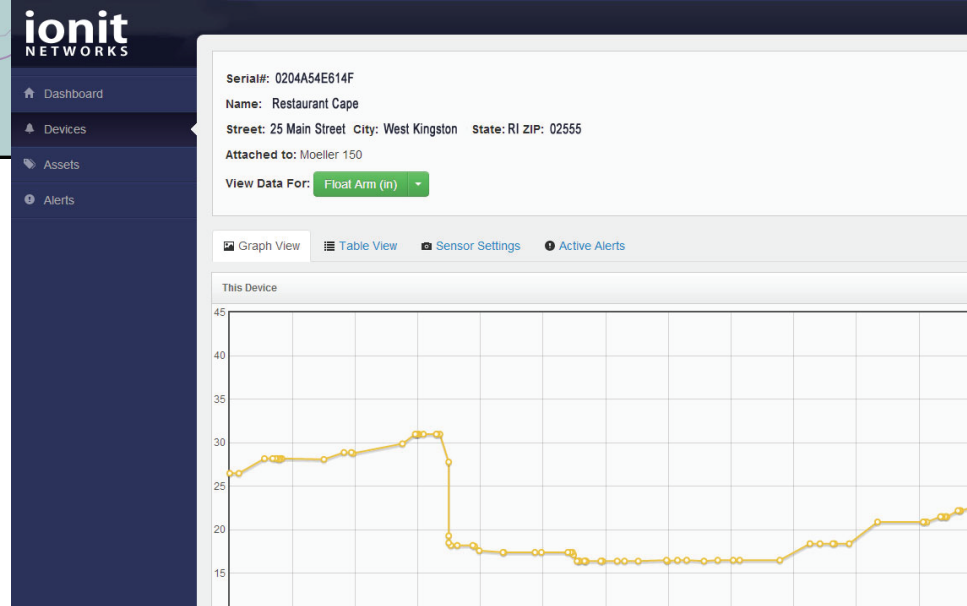 ionit
NETWORKS
Dashboard
Devices
Assets
Alerts
Serial#: 0204A54E614F
Name: Restaurant Cape
Street: 25 Main Street City: West Kingston State: RI ZIP: 02555
Attached to: Moeller 150
View Data For: Float Arm (in)
Graph View Table View Sensor Settings Active Alerts
This Device
45
40
35
30
25
20
15